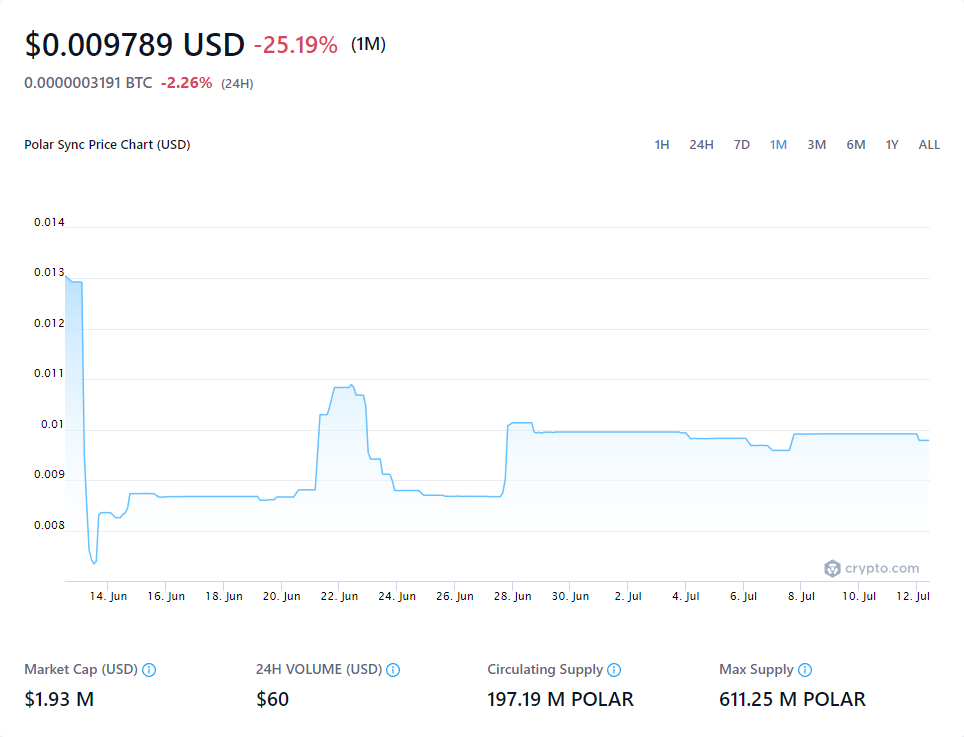 $0.009789 USD -25.19% (1M)
0.0000003191 BTC -2.26% (24H)
Polar Sync Price Chart (USD) 1H 24H 7D 1M 3M 6M 1Y ALL
0.014
0.013
0.012
0.011
0.01
0.009
0.008
crypto.com
14. Jun 16. Jun 18. Jun 20. Jun 22. Jun 24. Jun 26. Jun 28. Jun 30. Jun 2. Jul 4. Jul 6. Jul 8. Jul 10. Jul 12. Jul
Market Cap (USD) 24H VOLUME (USD) Circulating Supply Max Supply
$1.93 M $60 197.19 M POLAR 611.25 M POLAR